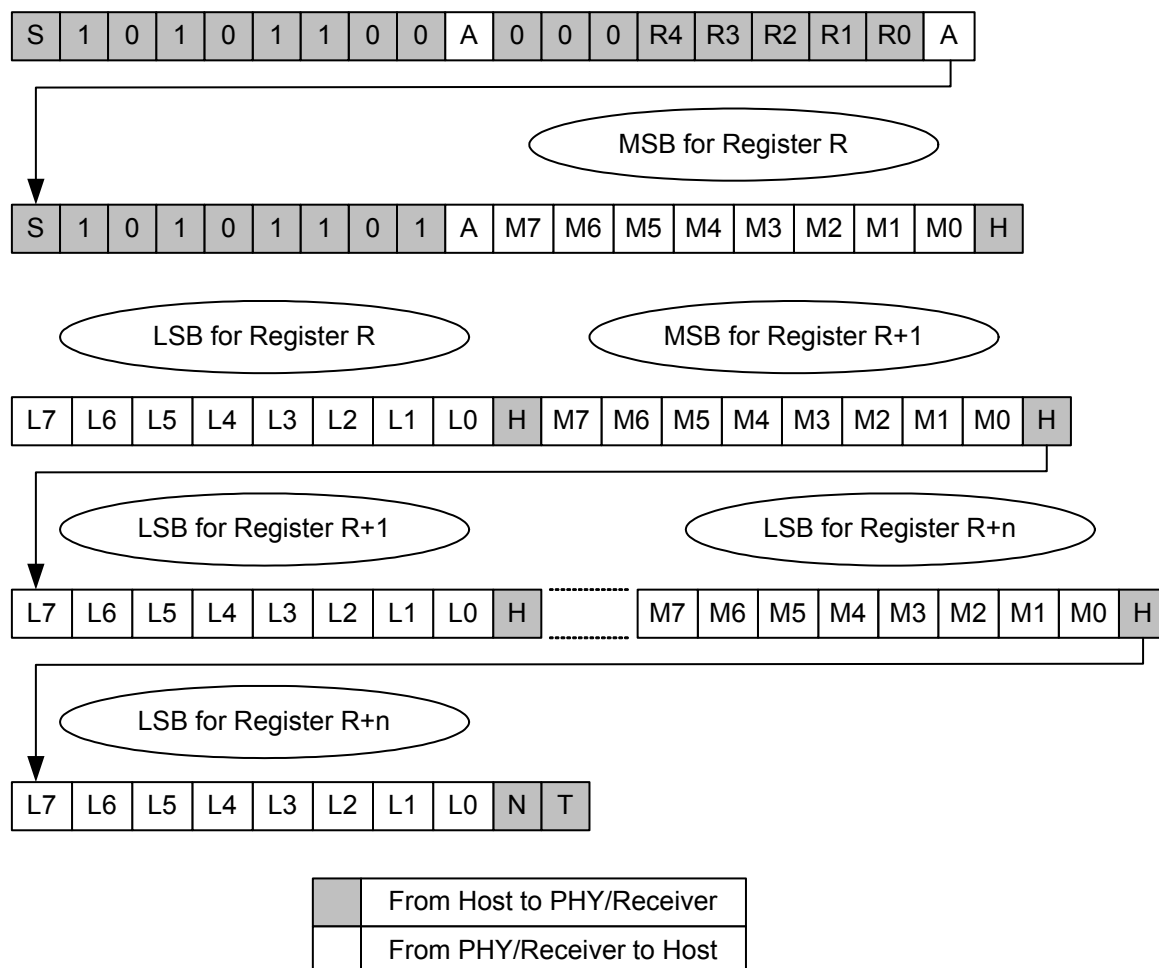 S 1 0 1 0 1 1 0 0 A 0 0 0 R4 R3 R2 R1 R0 A
MSB for Register R
S 1 0 1 0 1 1 0 1 A M7 M6 M5 M4 M3 M2 M1 M0 H
LSB for Register R MSB for Register R+1
L7 L6 L5 L4 L3 L2 L1 L0 H M7 M6 M5 M4 M3 M2 M1 M0 H
LSB for Register R+1 LSB for Register R+n
L7 L6 L5 L4 L3 L2 L1 L0 H M7 M6 M5 M4 M3 M2 M1 M0 H
LSB for Register R+n
L7 L6 L5 L4 L3 L2 L1 L0 N T
From Host to PHY/Receiver
From PHY/Receiver to Host